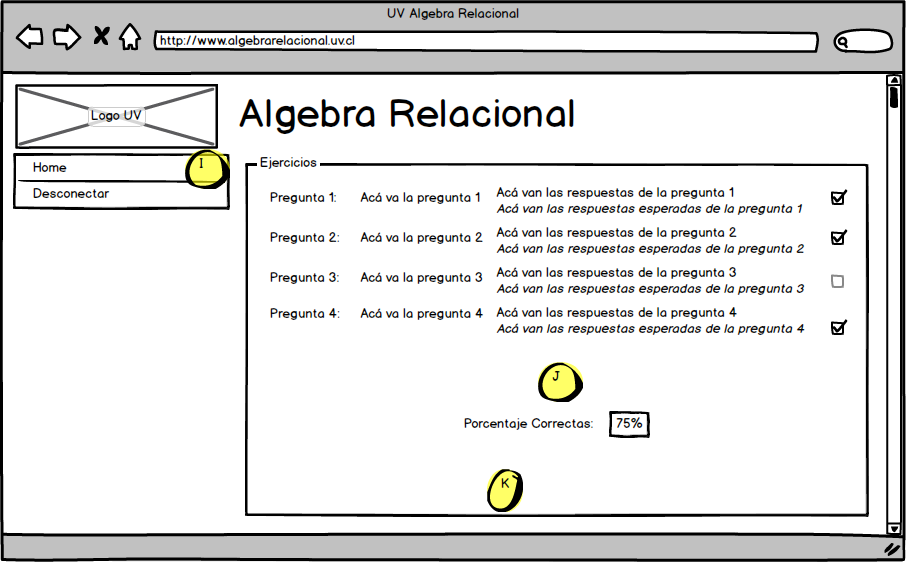 UV Algebra Relacional
http://www.algebrarelacional.uv.cl
Logo UV
Algebra Relacional
Home
I
Desconectar
Ejercicios
Pregunta 1:
Acá va la pregunta 1
Acá van las respuestas de la pregunta 1
Acá van las respuestas esperadas de la pregunta 1
Pregunta 2:
Acá va la pregunta 2
Acá van las respuestas de la pregunta 2
Acá van las respuestas esperadas de la pregunta 2
Pregunta 3:
Acá va la pregunta 3
Acá van las respuestas de la pregunta 3
Acá van las respuestas esperadas de la pregunta 3
Pregunta 4:
Acá va la pregunta 4
Acá van las respuestas de la pregunta 4
Acá van las respuestas esperadas de la pregunta 4
J
Porcentaje Correctas: 75%
K